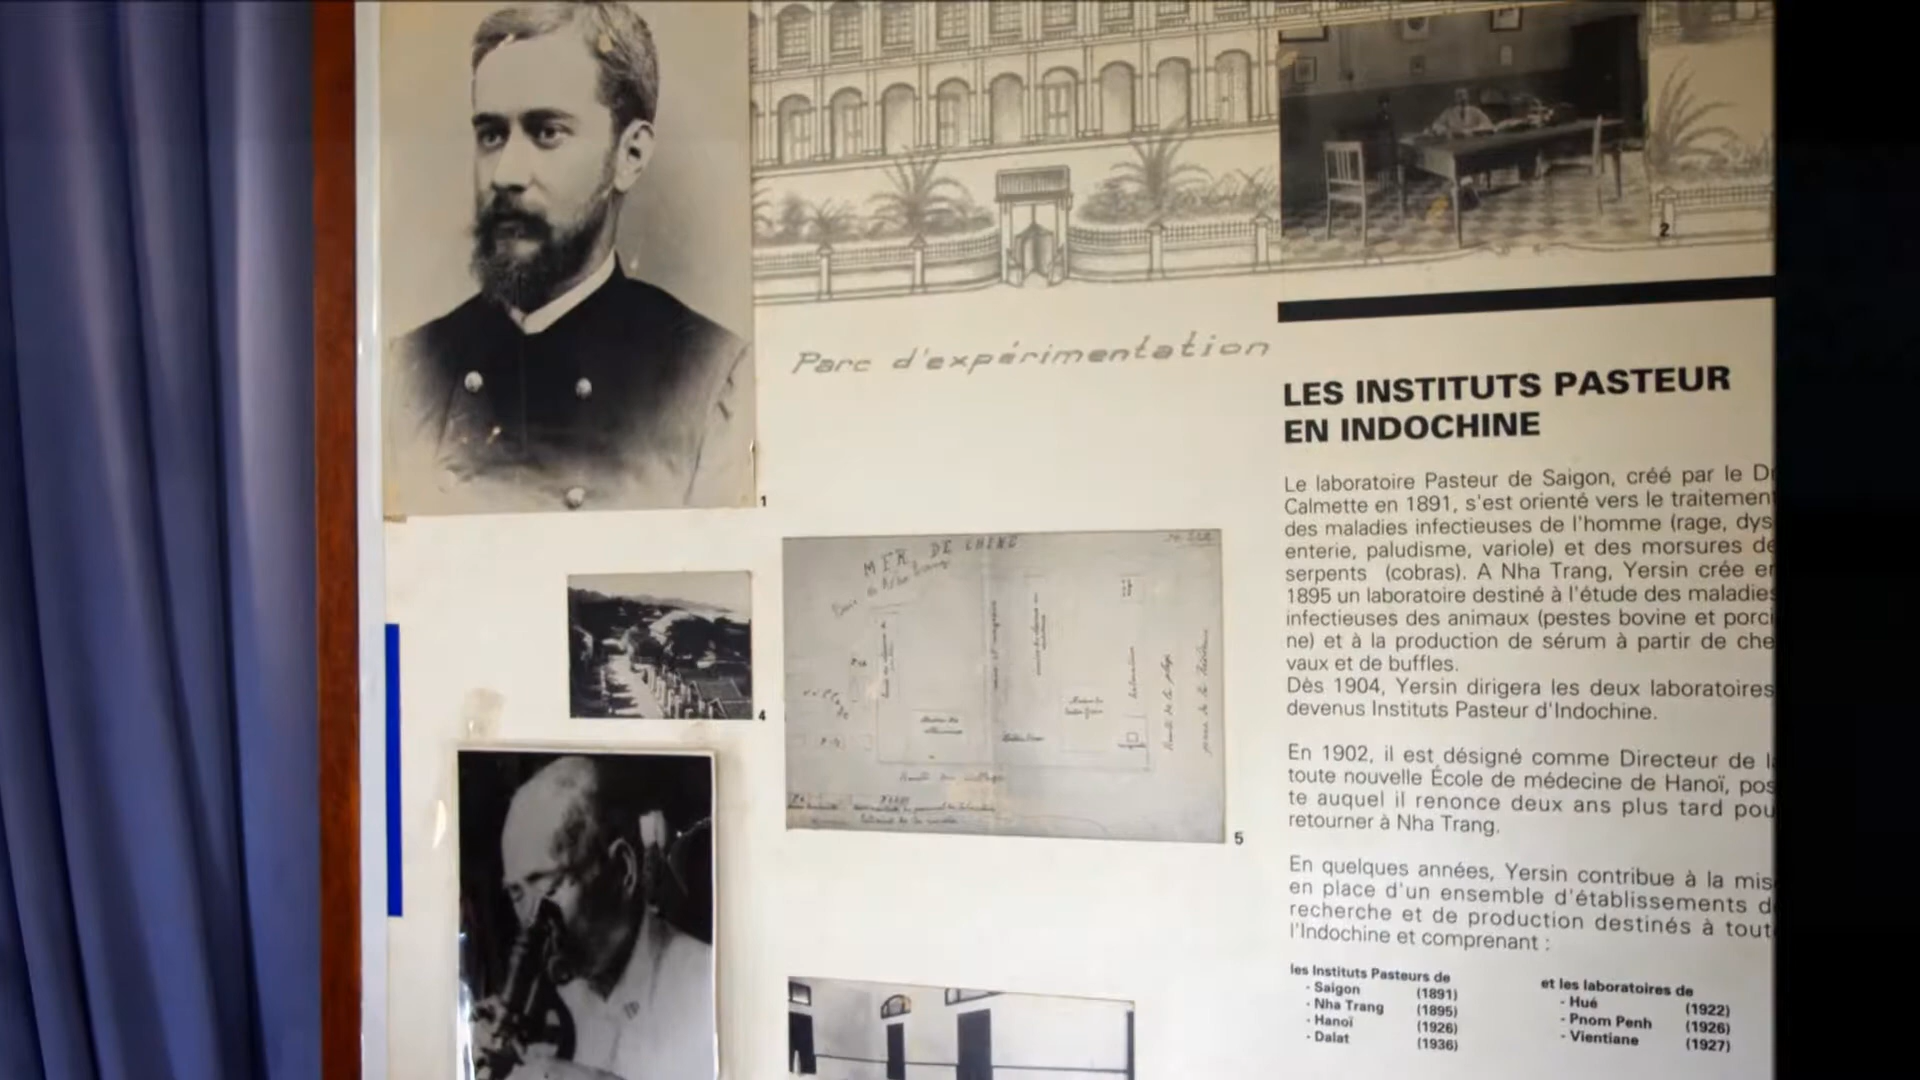 1
Parc d'expérimentation
2
MER DE CHINE
4
5
LES INSTITUTS PASTEUR
EN INDOCHINE
Le laboratoire Pasteur de Saigon, créé par le D
Calmette en 1891, s'est orienté vers le traitemen
des maladies infectieuses de l'homme (rage, dys
enterie, paludisme, variole) et des morsures de
serpents (cobras). A Nha Trang, Yersin crée en
1895 un laboratoire destiné à l'étude des maladies
infectieuses des animaux (pestes bovine et porci
ne) et à la production de sérum à partir de che
vaux et de buffles.
Dès 1904, Yersin dirigera les deux laboratoires
devenus Instituts Pasteur d'Indochine.
En 1902, il est désigné comme Directeur de l
toute nouvelle École de médecine de Hanoï, pos
te auquel il renonce deux ans plus tard pou
retourner à Nha Trang.
En quelques années, Yersin contribue à la mis
en place d'un ensemble d'établissements d
recherche et de production destinés à tout
l'Indochine et comprenant :
les Instituts Pasteurs de
- Saigon (1891)
- Nha Trang (1895)
- Hanoï (1926)
- Dalat (1936)
et les laboratoires de
- Hué (1922)
- Pnom Penh (1926)
- Vientiane (1927)